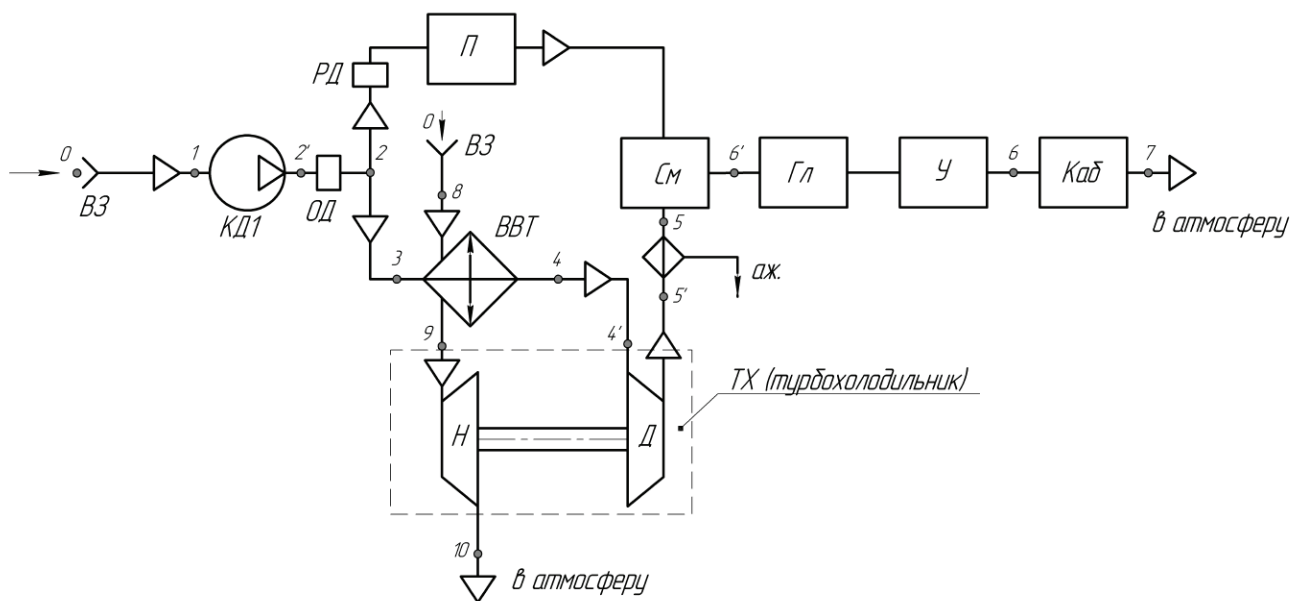 П
РД
0
ВЗ
0
1
2'
2
См
6'
Гл
У
6
Каб
7
ВЗ
КД1
ОД
8
ВВТ
5
в атмосферу
3
4
аж.
5'
9
4'
ТХ (турбохолодильник)
Н
Д
10
в атмосферу